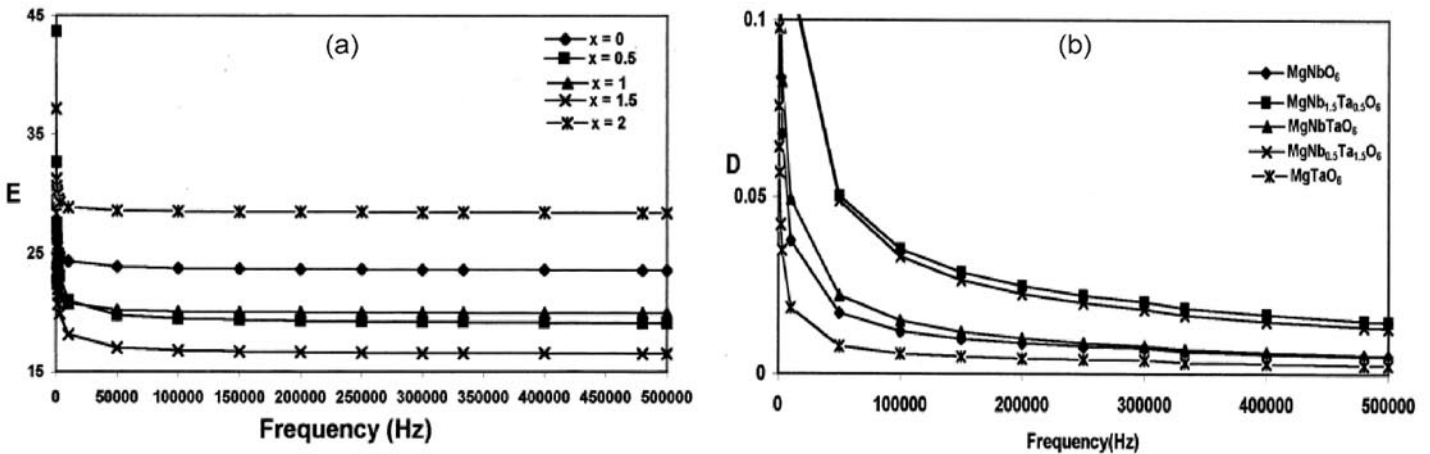 (a)
45
35
25
15
E
x = 0
x = 0.5
x = 1
x = 1.5
x = 2
0 50000 100000 150000 200000 250000 300000 350000 400000 450000 500000
Frequency (Hz)
(b)
0.1
0.05
0
D
MgNbO₆
MgNb₁.₅Ta₀.₅O₆
MgNbTaO₆
MgNb₀.₅Ta₁.₅O₆
MgTaO₆
0 100000 200000 300000 400000 500000
Frequency(Hz)